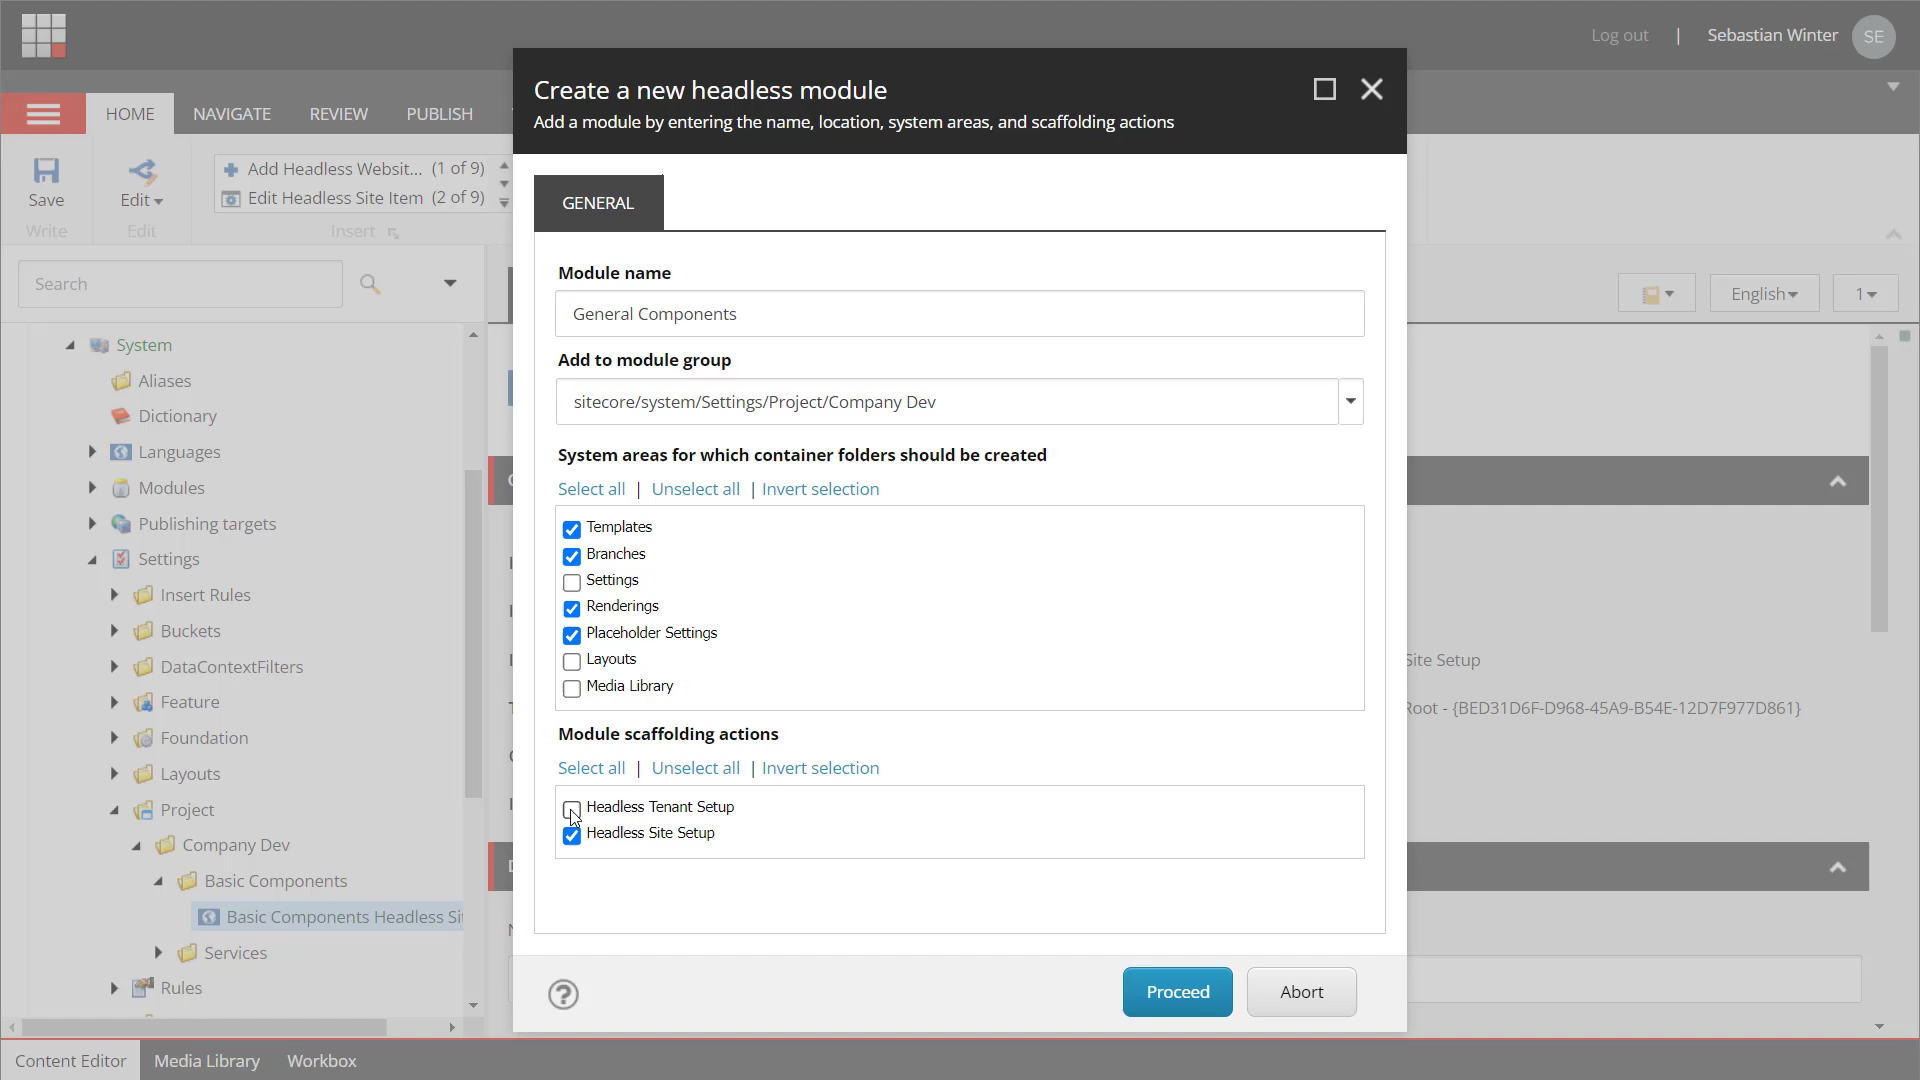 Log out | Sebastian Winter SE
HOME NAVIGATE REVIEW PUBLISH
Add Headless Websit... (1 of 9)
Edit Headless Site Item (2 of 9)
Save
Edit
Write
Edit
Insert
Search
System
Aliases
Dictionary
Languages
Modules
Publishing targets
Settings
Insert Rules
Buckets
DataContextFilters
Feature
Foundation
Layouts
Project
Company Dev
Basic Components
Basic Components Headless Sit
Services
Rules
Create a new headless module
Add a module by entering the name, location, system areas, and scaffolding actions
GENERAL
Module name
General Components
Add to module group
sitecore/system/Settings/Project/Company Dev
System areas for which container folders should be created
Select all | Unselect all | Invert selection
Templates
Branches
Settings
Renderings
Placeholder Settings
Layouts
Media Library
Module scaffolding actions
Select all | Unselect all | Invert selection
Headless Tenant Setup
Headless Site Setup
? Proceed Abort
English 1
Site Setup
Root - {BED31D6F-D968-45A9-B54E-12D7F977D861}
Content Editor Media Library Workbox